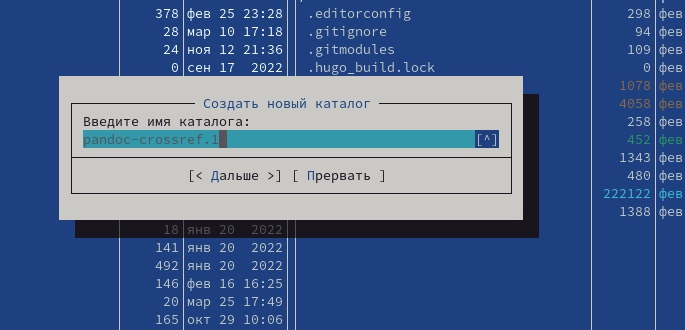 378 фев 25 23:28 .editorconfig 298 фев
28 мар 10 17:18 .gitignore 94 фев
24 ноя 12 21:36 .gitmodules 109 фев
0 сен 17 2022 .hugo_build.lock 0 фев
1078 фев
Создать новый каталог 4058 фев
Введите имя каталога: 258 фев
pandoc-crossref.1 [^] 452 фев
1343 фев
[< Дальше >] [ Прервать ] 480 фев
222122 фев
1388 фев
18 янв 20 2022
141 янв 20 2022
492 янв 20 2022
146 фев 16 16:25
20 мар 25 17:49
165 окт 29 10:06